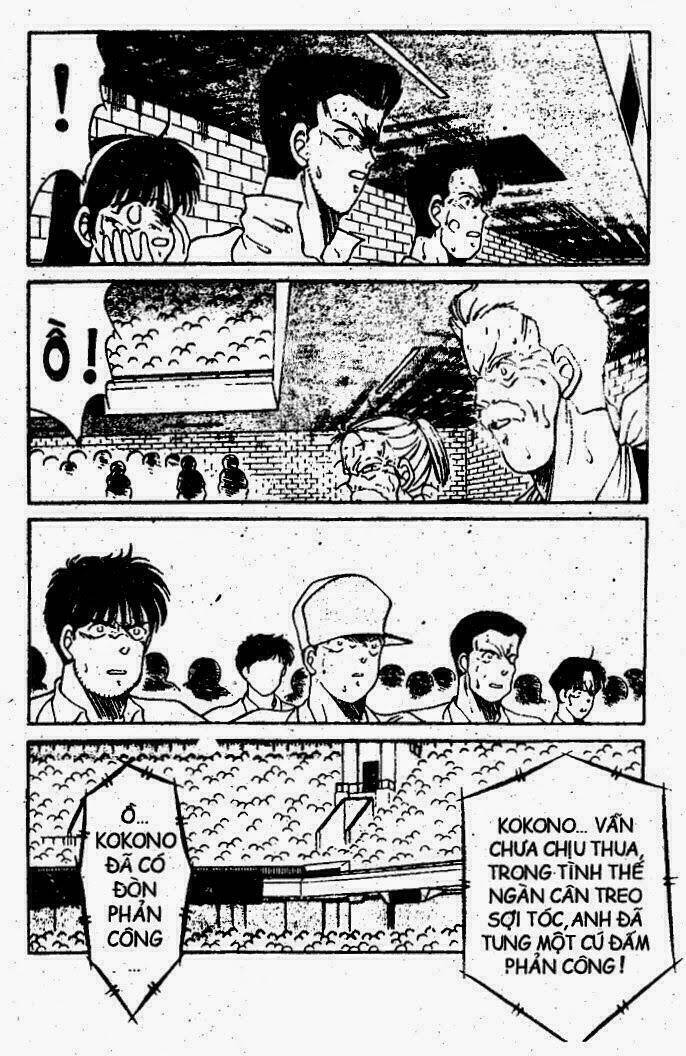 !
Ồ!
Ồ...
KOKONO
ĐÃ CÓ
ĐÒN
PHẢN
CÔNG
...
KOKONO... VẪN
CHƯA CHỊU THUA,
TRONG TÌNH THẾ
NGÀN CÂN TREO
SỢI TÓC, ANH ĐÃ
TUNG MỘT CÚ ĐẤM
PHẢN CÔNG!